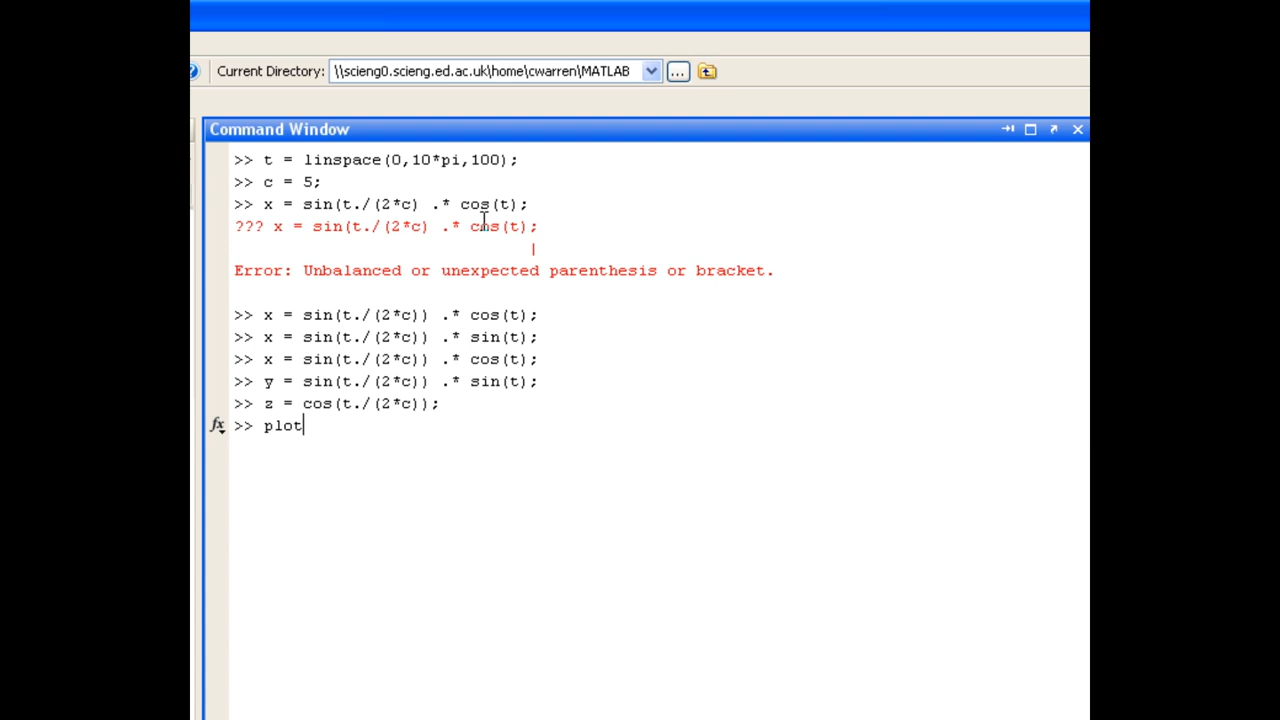 Current Directory: \\scieng0.scieng.ed.ac.uk\home\cwarren\MATLAB ...
Command Window
>> t = linspace(0,10*pi,100);
>> c = 5;
>> x = sin(t./(2*c) .* cos(t);
??? x = sin(t./(2*c) .* cos(t);
|
Error: Unbalanced or unexpected parenthesis or bracket.
>> x = sin(t./(2*c)) .* cos(t);
>> x = sin(t./(2*c)) .* sin(t);
>> x = sin(t./(2*c)) .* cos(t);
>> y = sin(t./(2*c)) .* sin(t);
>> z = cos(t./(2*c));
fx >> plot